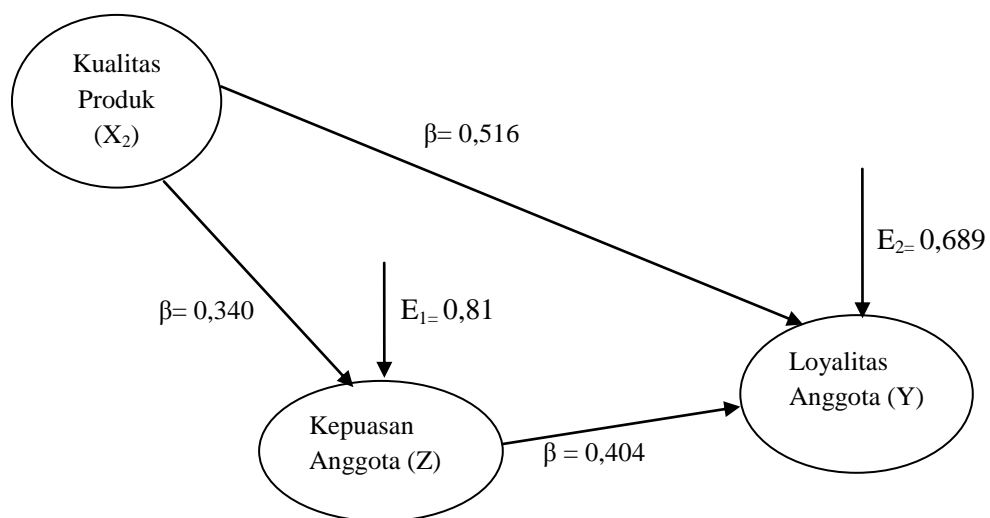 Kualitas
Produk
(X₂)
β= 0,516
E₂₌ 0,689
β= 0,340
E₁₌ 0,81
Loyalitas
Anggota (Y)
Kepuasan
Anggota (Z)
β = 0,404